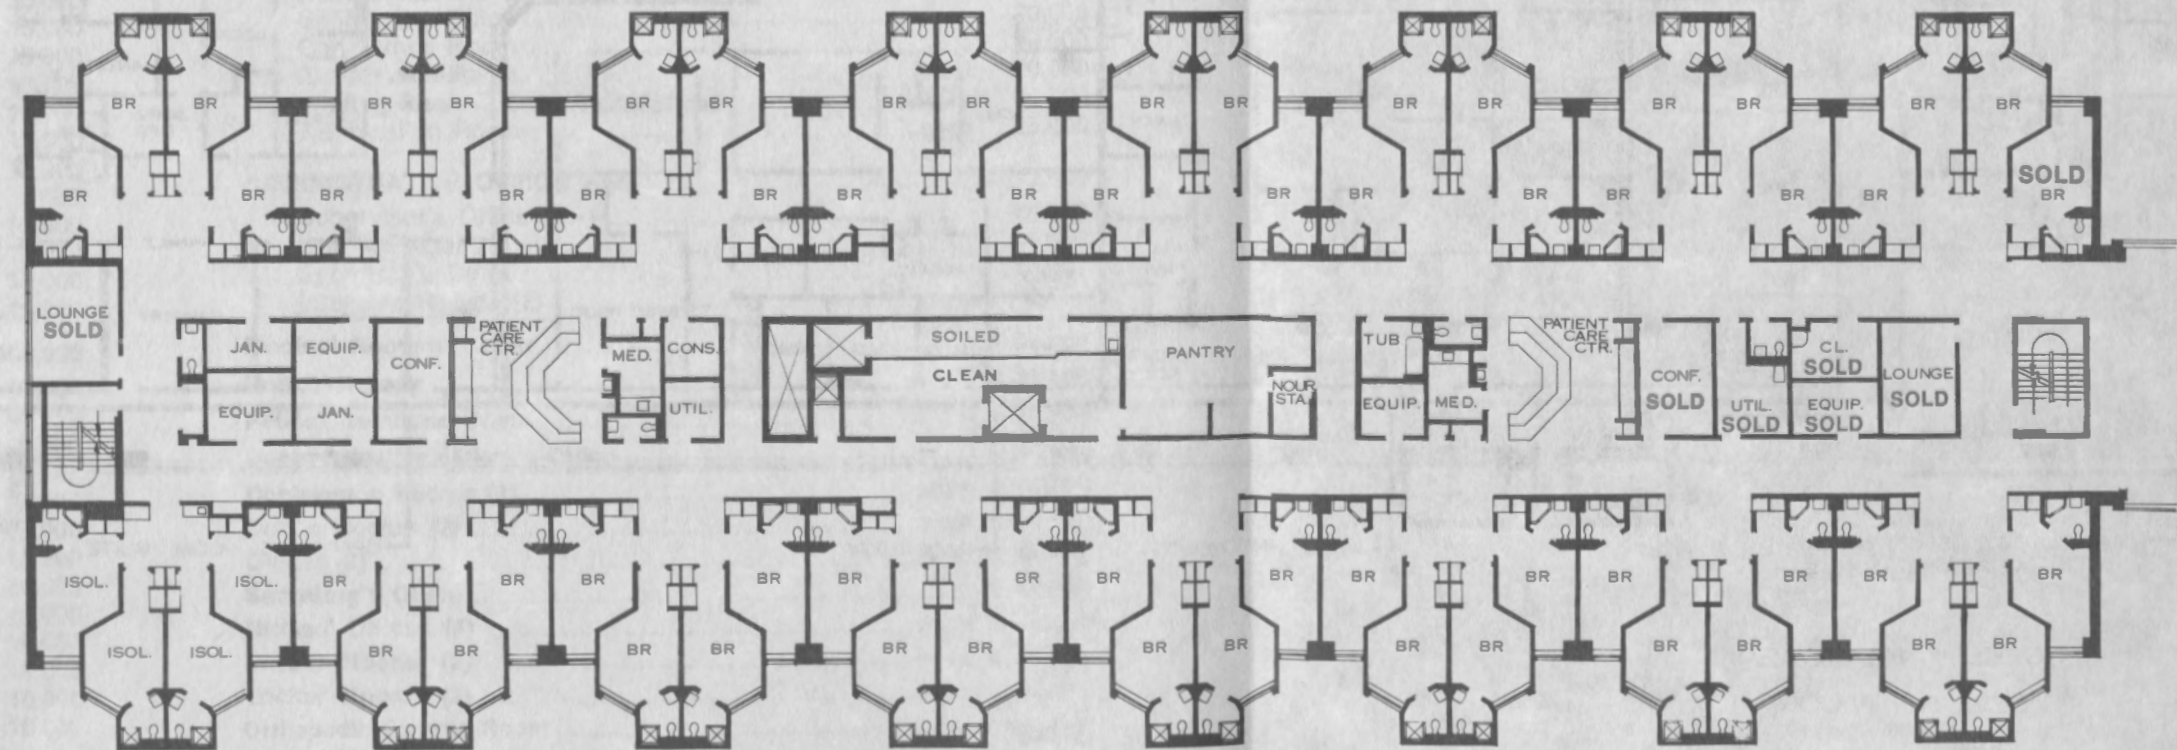 BR BR BR BR BR BR BR BR BR BR BR BR BR BR BR BR
SOLD
BR BR BR BR BR BR BR BR BR BR BR BR BR BR BR BR
LOUNGE
SOLD
JAN.
EQUIP.
EQUIP.
JAN.
CONF.
PATIENT
CARE
CTR.
MED.
CONS.
UTIL.
SOILED
CLEAN
PANTRY
NOUR.
STA.
TUB
EQUIP.
MED.
PATIENT
CARE
CTR.
CONF.
SOLD
UTIL.
SOLD
CL.
SOLD
EQUIP.
SOLD
LOUNGE
SOLD
ISOL. ISOL. BR BR BR BR BR BR BR BR BR BR BR BR BR BR
ISOL. ISOL. BR BR BR BR BR BR BR BR BR BR BR BR BR BR